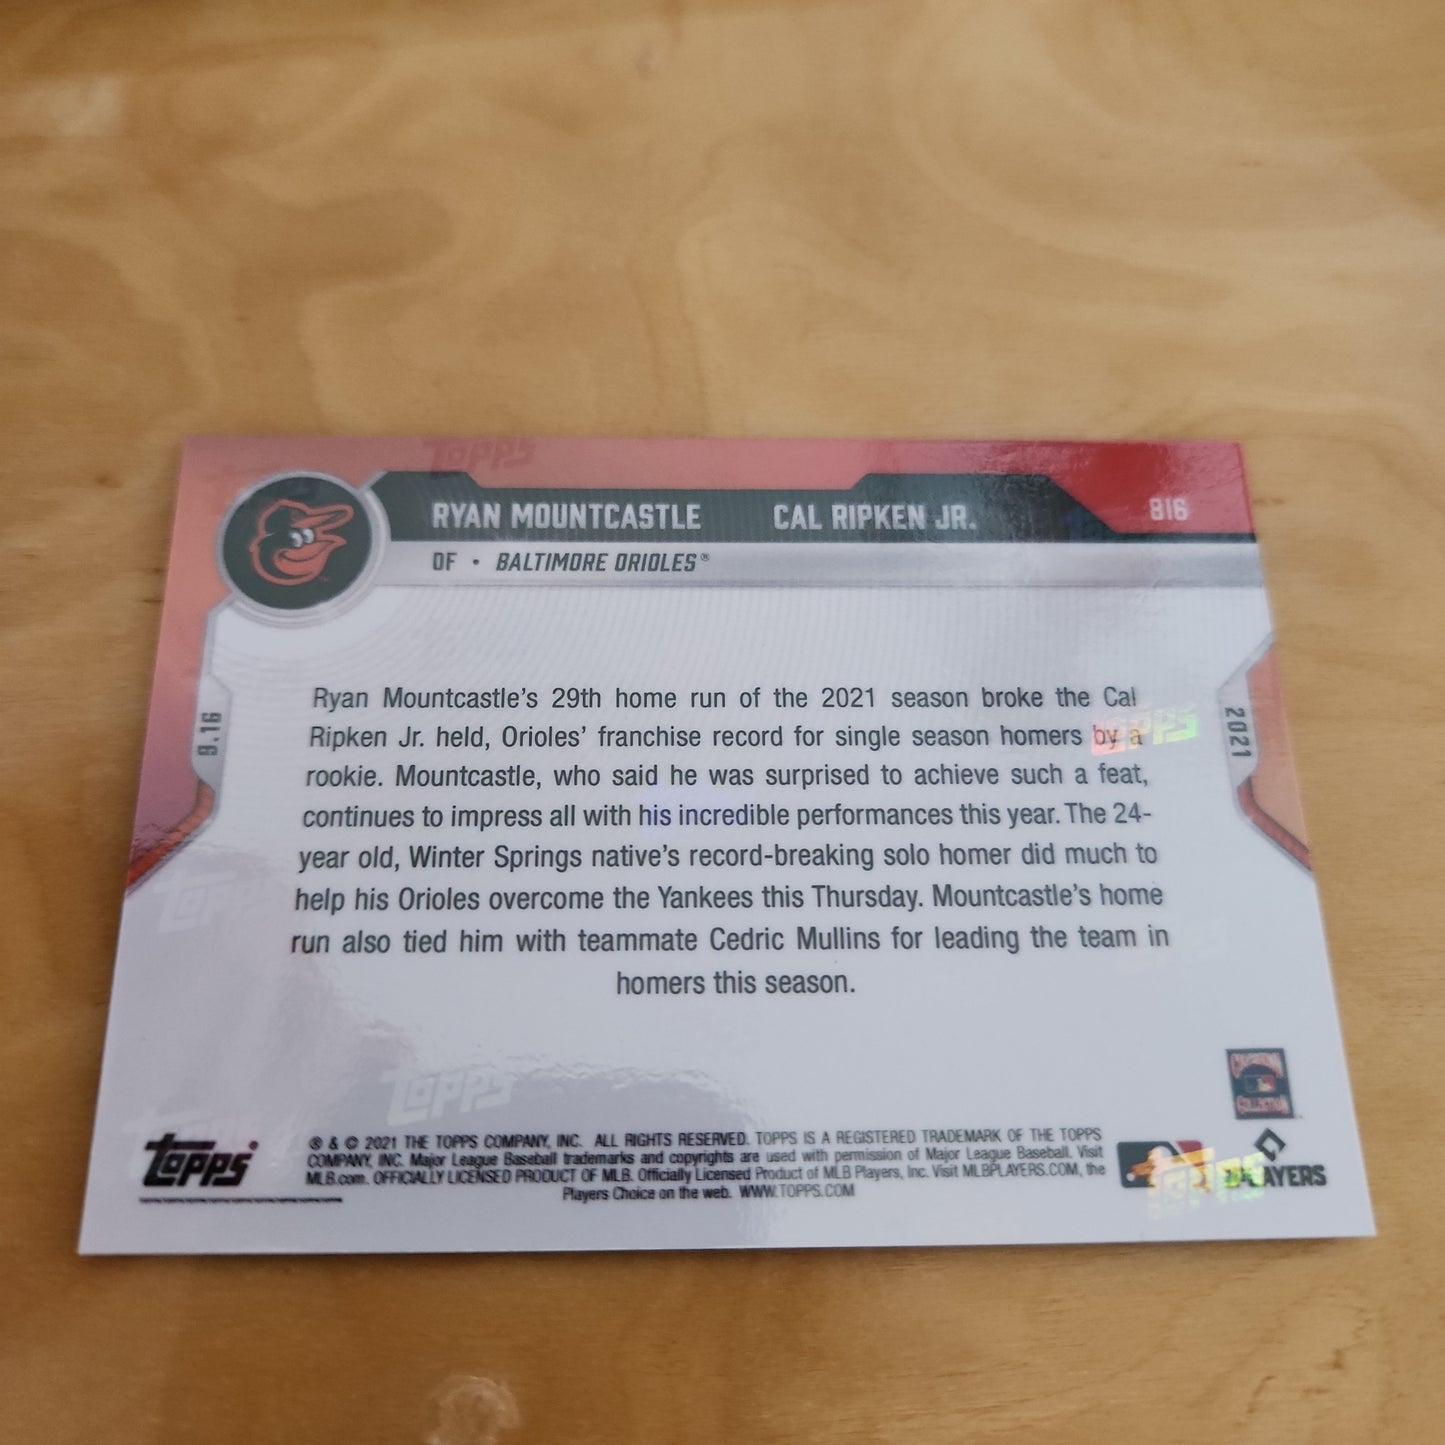 TOPPS
RYAN MOUNTCASTLE CAL RIPKEN JR. 816
OF • BALTIMORE ORIOLES®
9.16
2021
Ryan Mountcastle's 29th home run of the 2021 season broke the Cal
Ripken Jr. held, Orioles' franchise record for single season homers by a
rookie. Mountcastle, who said he was surprised to achieve such a feat,
continues to impress all with his incredible performances this year. The 24-
year old, Winter Springs native's record-breaking solo homer did much to
help his Orioles overcome the Yankees this Thursday. Mountcastle's home
run also tied him with teammate Cedric Mullins for leading the team in
homers this season.
TOPPS
TOPPS
COOPERSTOWN
COLLECTION
topps
® & © 2021 THE TOPPS COMPANY, INC. ALL RIGHTS RESERVED. TOPPS IS A REGISTERED TRADEMARK OF THE TOPPS
COMPANY, INC. Major League Baseball trademarks and copyrights are used with permission of Major League Baseball. Visit
MLB.com. OFFICIALLY LICENSED PRODUCT OF MLB. Officially Licensed Product of MLB Players, Inc. Visit MLBPLAYERS.COM, the
Players Choice on the web. WWW.TOPPS.COM
TOPPS
PLAYERS